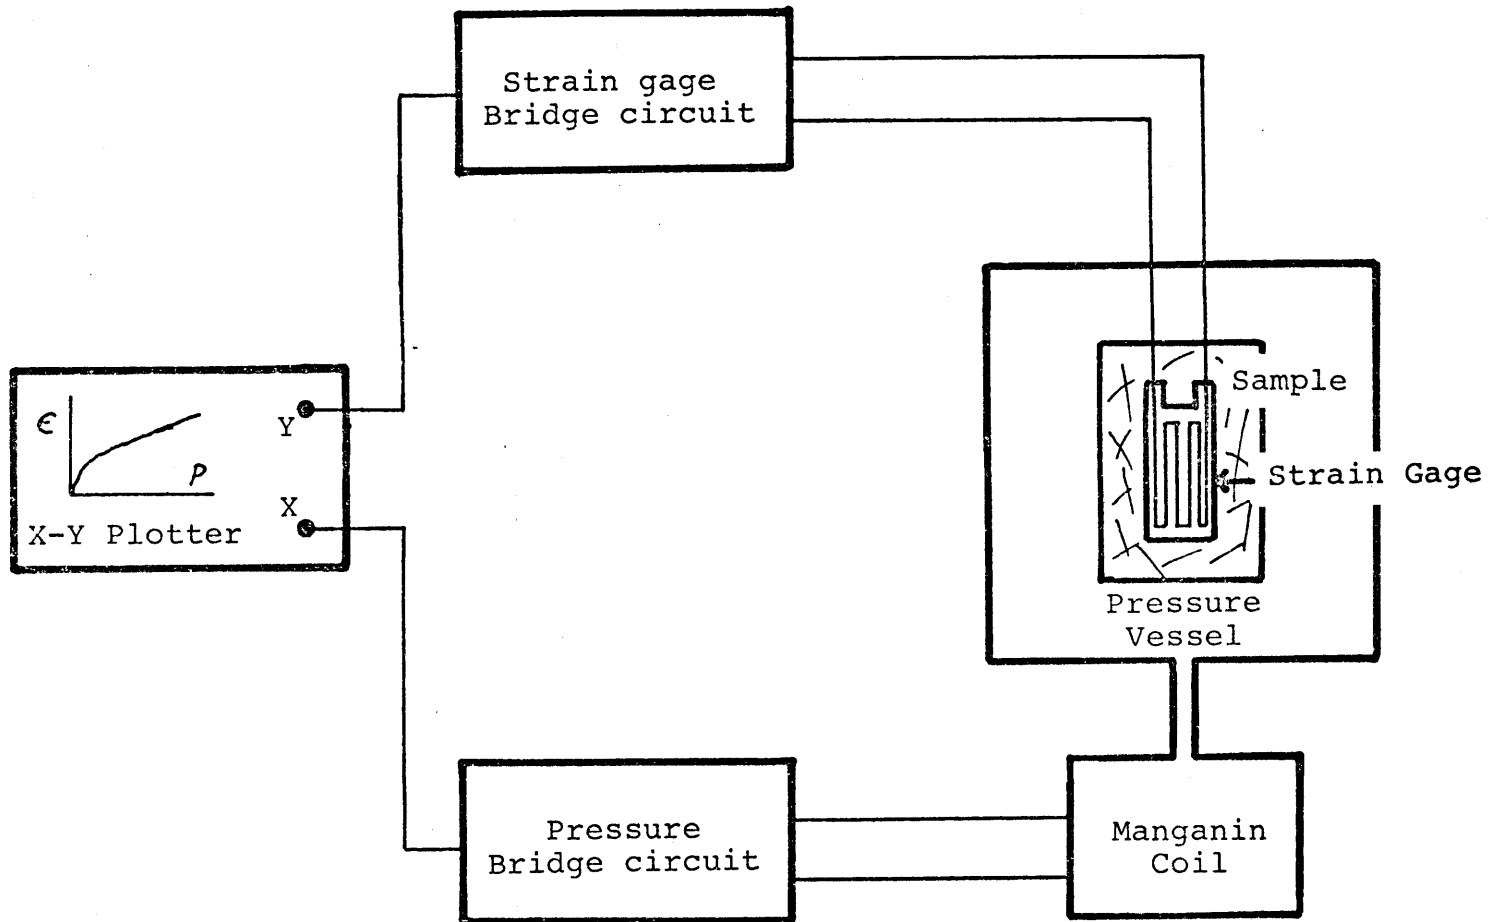 Strain gage
Bridge circuit
Sample
ϵ
Y
Strain Gage
P
X
X-Y Plotter
Pressure
Vessel
Pressure
Bridge circuit
Manganin
Coil